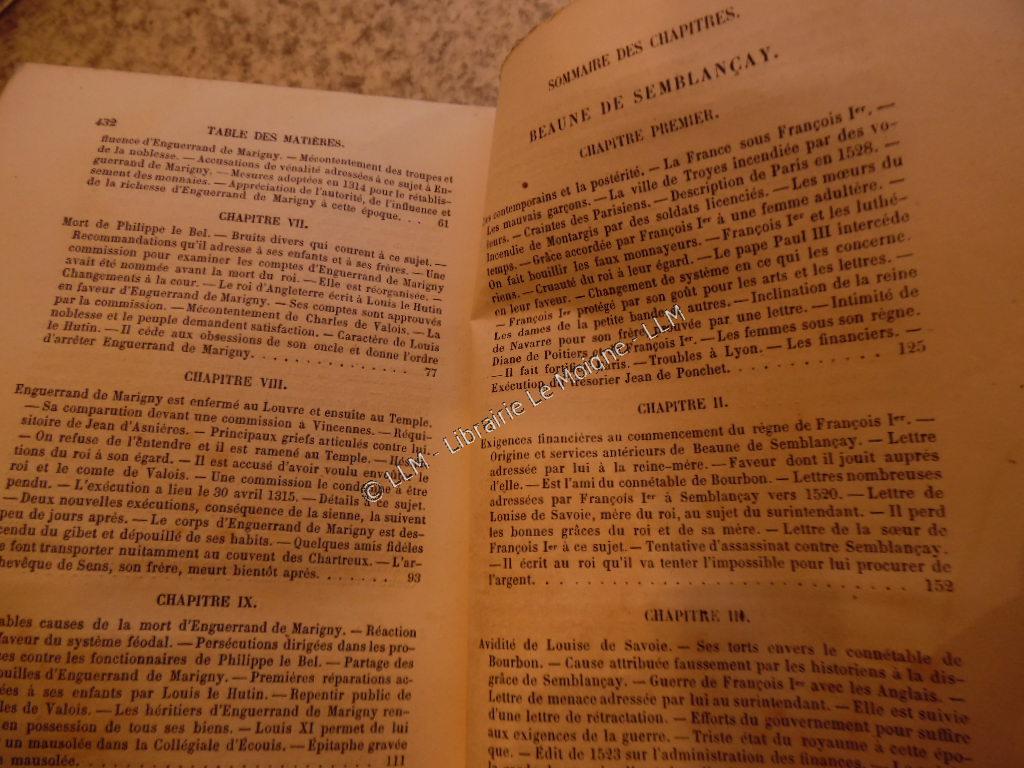 432
TABLE DES MATIÈRES.
fluence d'Enguerrand de Marigny. — Mécontentement des troupes et
de la noblesse. — Accusations de vénalité adressées à ce sujet à En-
guerrand de Marigny. — Mesures adoptées en 1314 pour le rétablis-
sement des monnaies. — Appréciation de l'autorité, de l'influence et
de la richesse d'Enguerrand de Marigny à cette époque. . . 61
CHAPITRE VII.
Mort de Philippe le Bel. — Bruits divers qui courent à ce sujet. —
Recommandations qu'il adresse à ses enfants et à ses frères. — Une
commission pour examiner les comptes d'Enguerrand de Marigny
avait été nommée avant la mort du roi. — Elle est réorganisée. —
Changements à la cour. — Le roi d'Angleterre écrit à Louis le Hutin
en faveur d'Enguerrand de Marigny. — Ses comptes sont approuvés
par la commission. — Mécontentement de Charles de Valois. — La
noblesse et le peuple demandent satisfaction. — Caractère de Louis
le Hutin. — Il cède aux obsessions de son oncle et donne l'ordre
d'arrêter Enguerrand de Marigny. . . . . . . . . . . 77
CHAPITRE VIII.
Enguerrand de Marigny est enfermé au Louvre et ensuite au Temple.
— Sa comparution devant une commission à Vincennes. — Réqui-
sitoire de Jean d'Asnières. — Principaux griefs articulés contre lui.
— On refuse de l'entendre et il est ramené au Temple. —
tions du roi à son égard. — Il est accusé d'avoir voulu envoûter le
roi et le comte de Valois. — Une commission le condamne à être
pendu. — L'exécution a lieu le 30 avril 1315. — Détails à ce sujet.
— Deux nouvelles exécutions, conséquence de la sienne, la suivent
peu de jours après. — Le corps d'Enguerrand de Marigny est des-
cendu du gibet et dépouillé de ses habits. — Quelques amis fidèles
le font transporter nuitamment au couvent des Chartreux. — L'ar-
chevêque de Sens, son frère, meurt bientôt après. . . . . . . 93
CHAPITRE IX.
ables causes de la mort d'Enguerrand de Marigny. — Réaction
faveur du système féodal. — Persécutions dirigées dans les pro-
es contre les fonctionnaires de Philippe le Bel. — Partage des
ouilles d'Enguerrand de Marigny. — Premières réparations ac-
ées à ses enfants par Louis le Hutin. — Repentir public de
les de Valois. — Les héritiers d'Enguerrand de Marigny ren-
en possession de tous ses biens. — Louis XI permet de lui
r un mausolée dans la Collégiale d'Écouis. — Épitaphe gravée
mausolée. . . . . . . . . . . 111
SOMMAIRE DES CHAPITRES.
BEAUNE DE SEMBLANÇAY.
CHAPITRE PREMIER.
Les contemporains et la postérité. — La France sous François Ier. —
Les mauvais garçons. — La ville de Troyes incendiée par des vo-
leurs. — Craintes des Parisiens. — Description de Paris en 1528. —
Incendie de Montargis par des soldats licenciés. — Les mœurs du
temps. — Grâce accordée par François Ier à une femme adultère. —
On fait bouillir les faux monnayeurs. — François Ier et les luthé-
riens. — Cruauté du roi à leur égard. — Le pape Paul III intercède
en leur faveur. — Changement de système en ce qui les concerne.
— François Ier protégé par son goût pour les arts et les lettres. —
Les dames de la petite bande et autres. — Inclination de la reine
de Navarre pour son frère prouvée par une lettre. — Intimité de
Diane de Poitiers et de François Ier. — Les femmes sous son règne.
— Il fait fortifier Paris. — Troubles à Lyon. — Les financiers. —
Exécution du trésorier Jean de Ponchet. . . . . . . . . . . 125
CHAPITRE II.
Exigences financières au commencement du règne de François Ier. —
Origine et services antérieurs de Beaune de Semblançay. — Lettre
adressée par lui à la reine-mère. — Faveur dont il jouit auprès
d'elle. — Est l'ami du connétable de Bourbon. — Lettres nombreuses
adressées par François Ier à Semblançay vers 1520. — Lettre de
Louise de Savoie, mère du roi, au sujet du surintendant. — Il perd
les bonnes grâces du roi et de sa mère. — Lettre de la sœur de
François Ier à ce sujet. — Tentative d'assassinat contre Semblançay.
— Il écrit au roi qu'il va tenter l'impossible pour lui procurer de
l'argent. . . . . . . . . . . . . . . . . . . 152
CHAPITRE III.
Avidité de Louise de Savoie. — Ses torts envers le connétable de
Bourbon. — Cause attribuée faussement par les historiens à la dis-
grâce de Semblançay. — Guerre de François Ier avec les Anglais. —
Lettre de menace adressée par lui au surintendant. — Elle est suivie
d'une lettre de rétractation. — Efforts du gouvernement pour suffire
aux exigences de la guerre. — Triste état du royaume à cette épo-
que. — Edit de 1523 sur l'administration des finances. —
© LLM - Librairie Le Moigne - LLM